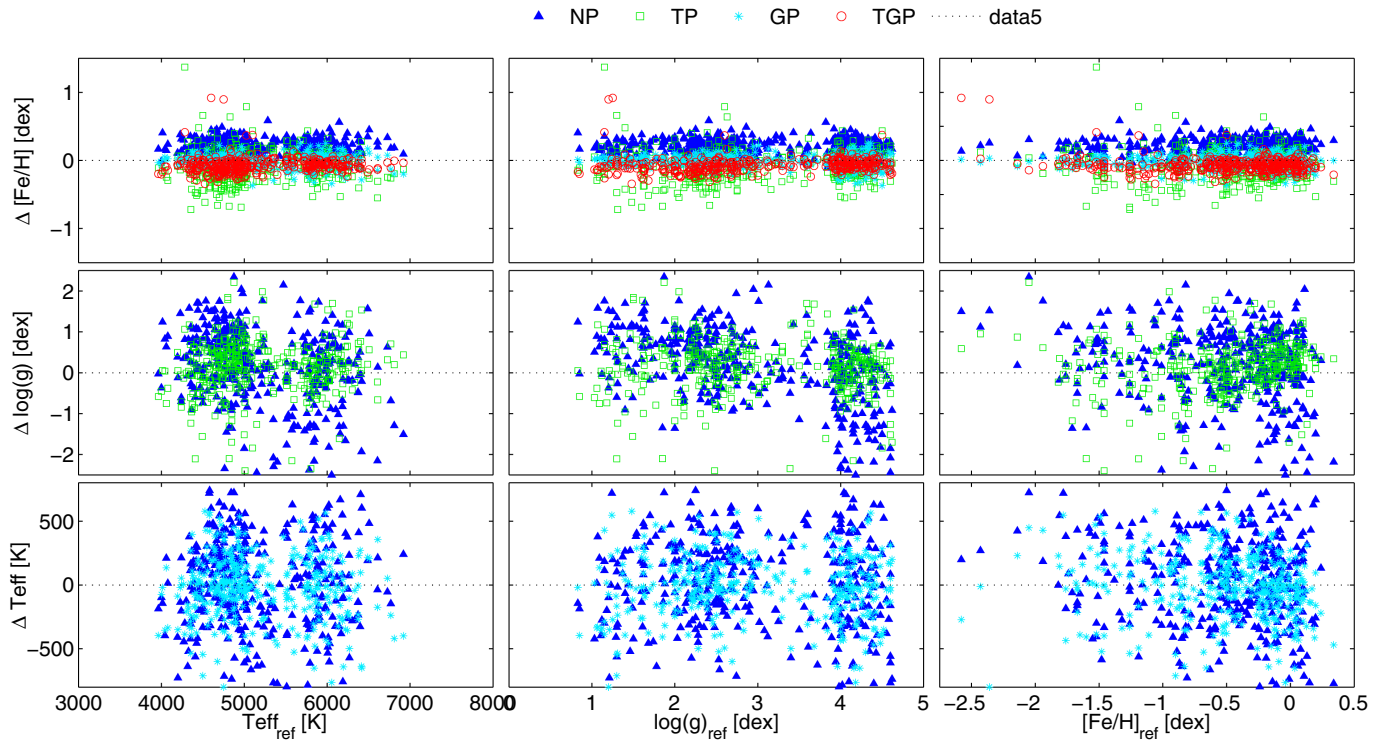 NP TP GP TGP data5
Δ [Fe/H] [dex]
1
0
−1
Δ log(g) [dex]
2
1
0
−1
−2
Δ Teff [K]
500
0
−500
3000 4000 5000 6000 7000 8000
0 1 2 3 4 5
−2.5 −2 −1.5 −1 −0.5 0 0.5
Teff_ref [K]
log(g)_ref [dex]
[Fe/H]_ref [dex]